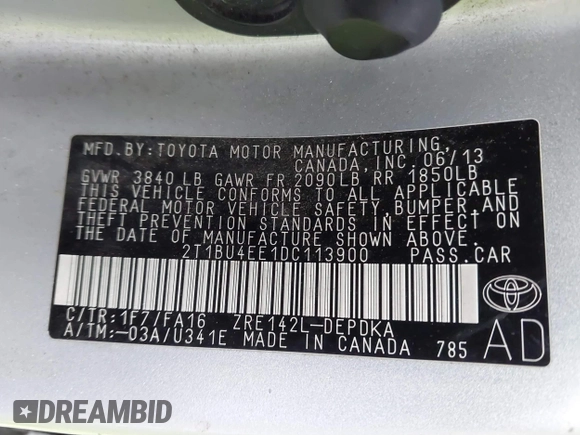 MFD.BY:TOYOTA MOTOR MANUFACTURING,
CANADA, INC. 06/13
GVWR 3840LB GAWR FR 2090LB, RR 1850LB
THIS VEHICLE CONFORMS TO ALL APPLICABLE
FEDERAL MOTOR VEHICLE SAFETY, BUMPER, AND
THEFT PREVENTION STANDARDS IN EFFECT ON
THE DATE OF MANUFACTURE SHOWN ABOVE.
2T1BU4EE1DC113900 PASS.CAR
C/TR:1F7/FA16 ZRE142L-DEPDKA
A/TM:-03A/U341E MADE IN CANADA 785
AD
DREAMBID